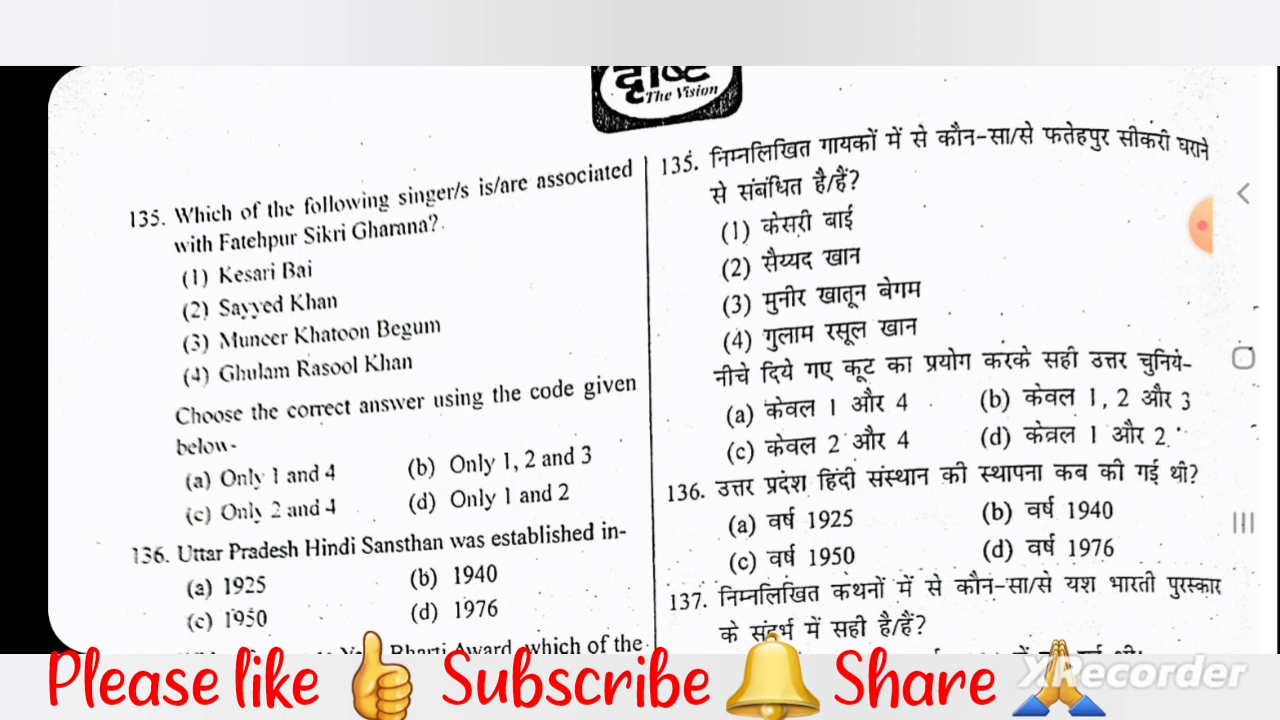 दृष्टि
The Vision
135. Which of the following singer/s is/are associated
with Fatehpur Sikri Gharana?
(1) Kesari Bai
(2) Sayyed Khan
(3) Muneer Khatoon Begum
(4) Ghulam Rasool Khan
Choose the correct answer using the code given
below-
(a) Only 1 and 4 (b) Only 1, 2 and 3
(c) Only 2 and 4 (d) Only 1 and 2
136. Uttar Pradesh Hindi Sansthan was established in-
(a) 1925 (b) 1940
(c) 1950 (d) 1976
Bharti Award, which of the
135. निम्नलिखित गायकों में से कौन-सा/से फतेहपुर सीकरी घराने
से संबंधित है/हैं?
(1) केसरी बाई
(2) सैय्यद खान
(3) मुनीर खातून बेगम
(4) गुलाम रसूल खान
नीचे दिये गए कूट का प्रयोग करके सही उत्तर चुनिये-
(a) केवल 1 और 4 (b) केवल 1, 2 और 3
(c) केवल 2 और 4 (d) केवल 1 और 2
136. उत्तर प्रदेश हिंदी संस्थान की स्थापना कब की गई थी?
(a) वर्ष 1925 (b) वर्ष 1940
(c) वर्ष 1950 (d) वर्ष 1976
137. निम्नलिखित कथनों में से कौन-सा/से यश भारती पुरस्कार
के संदर्भ में सही है/हैं?
Please like 👍 Subscribe 🔔 Share 🙏
XRecorder